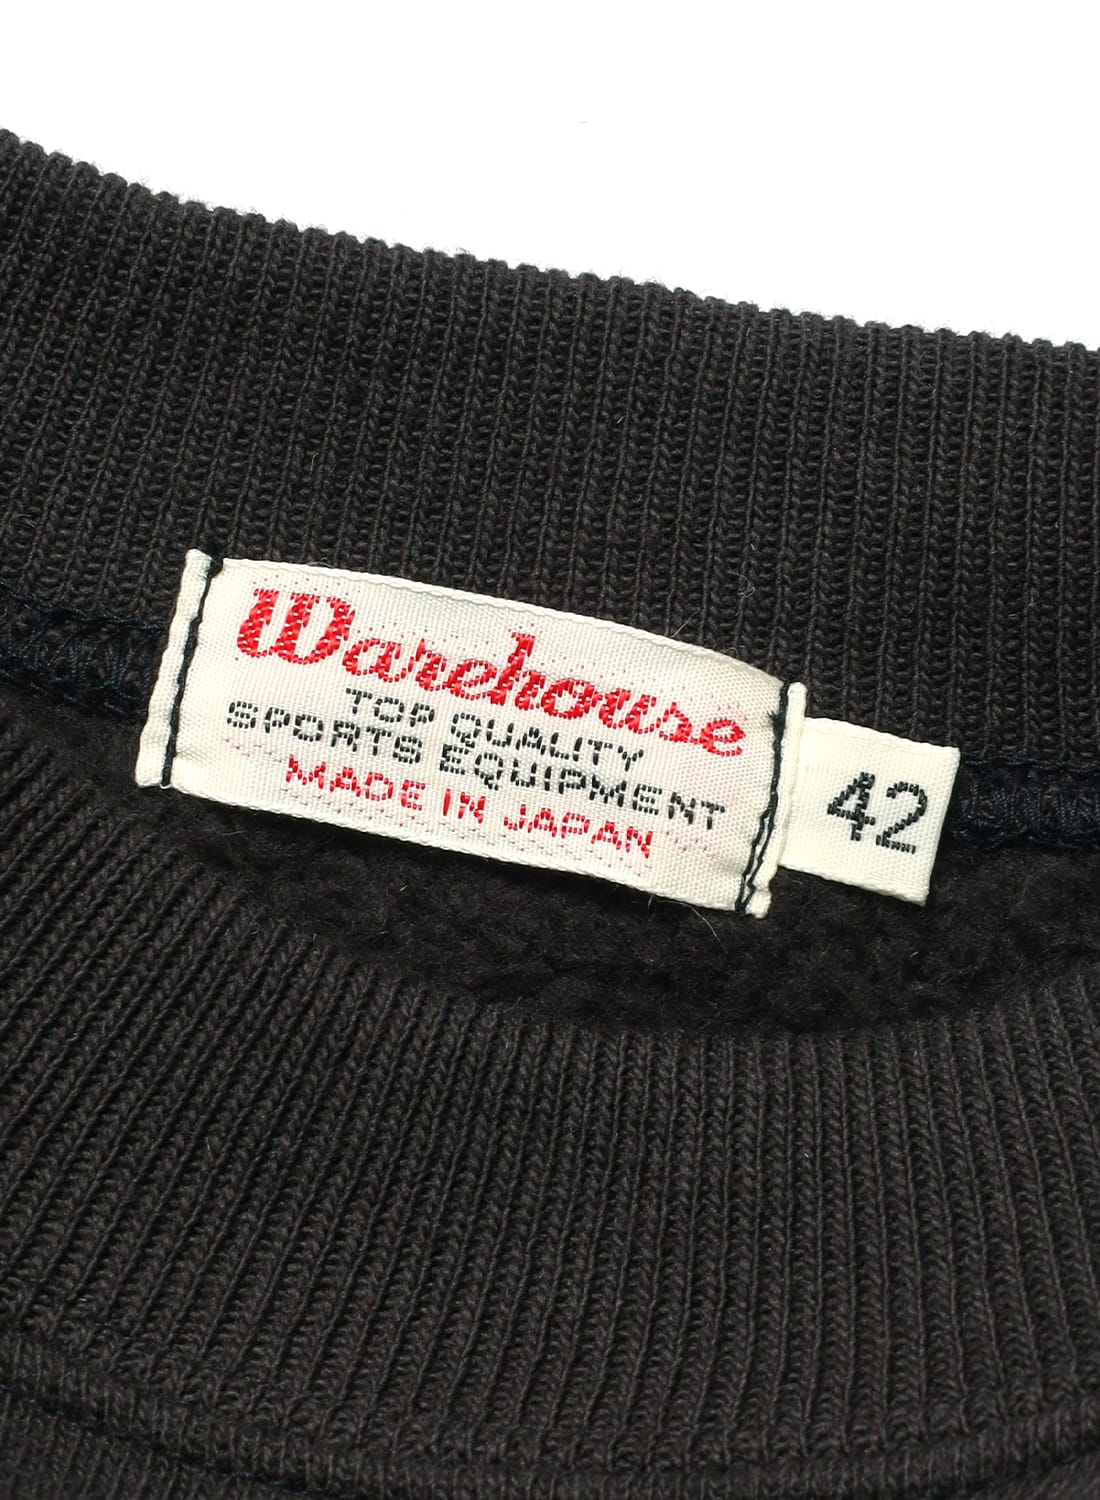 Warehouse
TOP QUALITY
SPORTS EQUIPMENT
MADE IN JAPAN
42